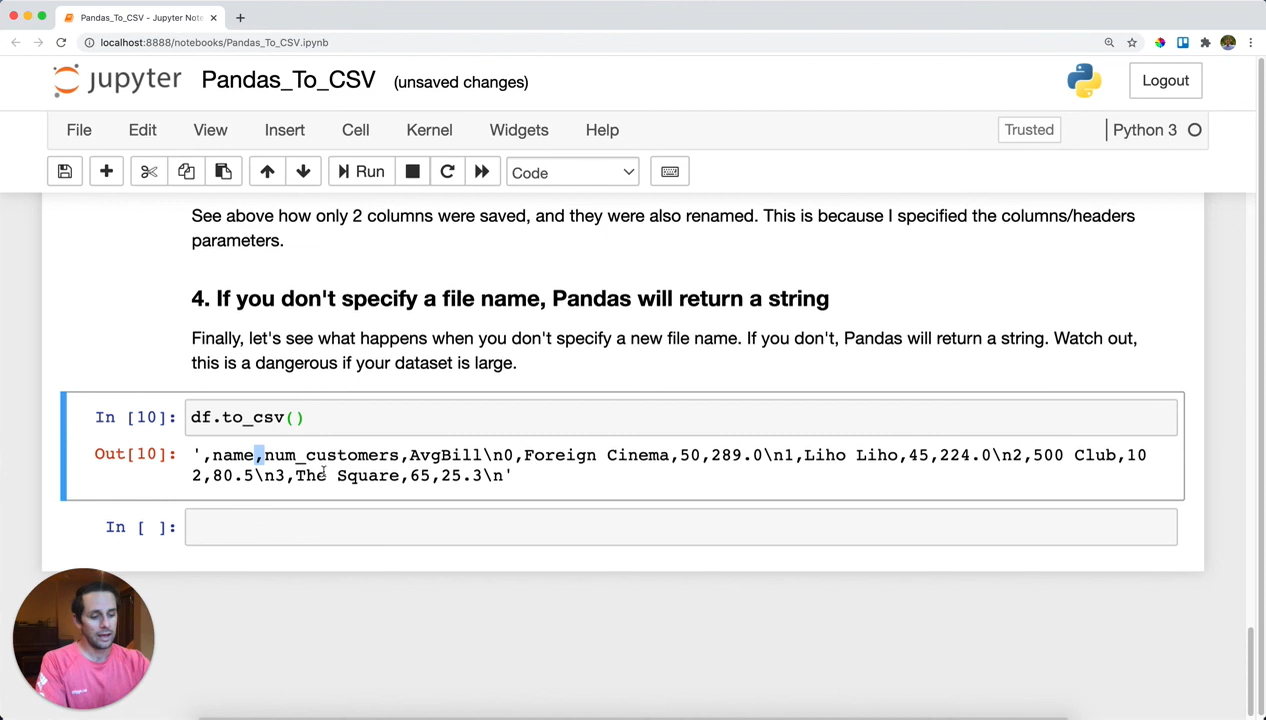 Pandas_To_CSV - Jupyter Note
localhost:8888/notebooks/Pandas_To_CSV.ipynb
jupyter Pandas_To_CSV (unsaved changes) Logout
File Edit View Insert Cell Kernel Widgets Help Trusted Python 3
Run Code
See above how only 2 columns were saved, and they were also renamed. This is because I specified the columns/headers
parameters.
4. If you don't specify a file name, Pandas will return a string
Finally, let's see what happens when you don't specify a new file name. If you don't, Pandas will return a string. Watch out,
this is a dangerous if your dataset is large.
In [10]: df.to_csv()
Out[10]: ',name,num_customers,AvgBill\n0,Foreign Cinema,50,289.0\n1,Liho Liho,45,224.0\n2,500 Club,10
2,80.5\n3,The Square,65,25.3\n'
In [ ]: